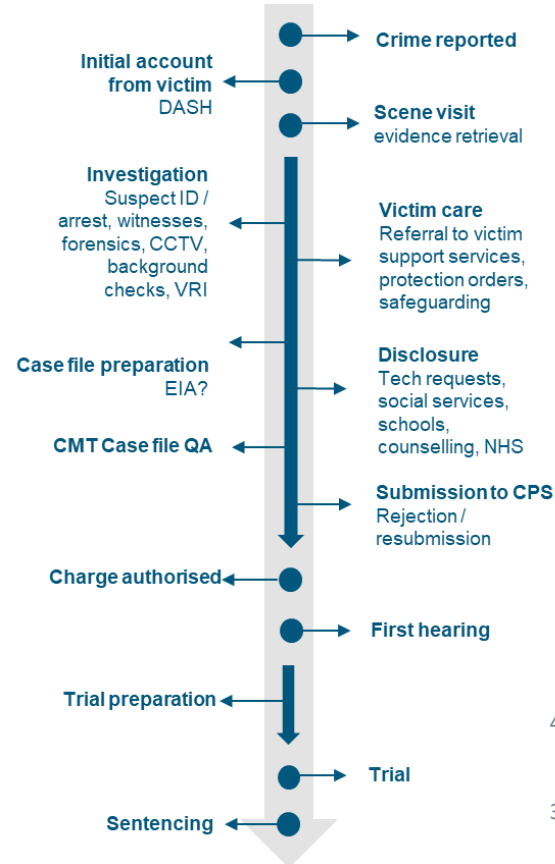 Crime reported
Initial account
from victim
DASH
Scene visit
evidence retrieval
Investigation
Suspect ID /
arrest, witnesses,
forensics, CCTV,
background
checks, VRI
Victim care
Referral to victim
support services,
protection orders,
safeguarding
Case file preparation
EIA?
Disclosure
Tech requests,
social services,
schools,
counselling, NHS
CMT Case file QA
Submission to CPS
Rejection /
resubmission
Charge authorised
First hearing
Trial preparation
4
Trial
3
Sentencing